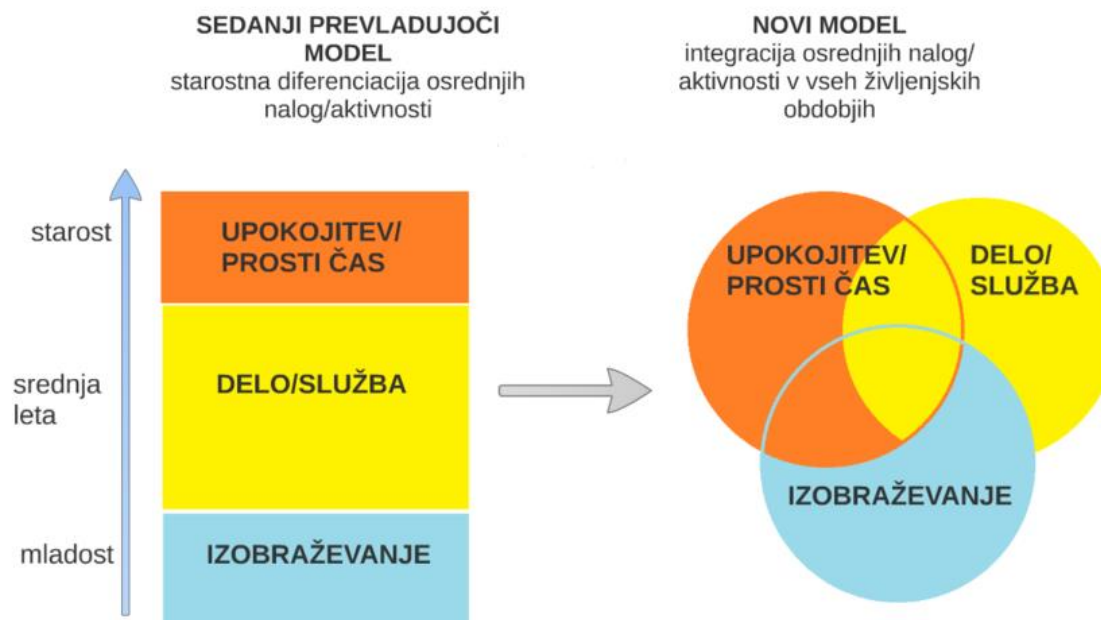 SEDANJI PREVLADUJOČI
MODEL
starostna diferenciacija osrednjih
nalog/aktivnosti
NOVI MODEL
integracija osrednjih nalog/
aktivnosti v vseh življenjskih
obdobjih
starost
srednja
leta
mladost
UPOKOJITEV/
PROSTI ČAS
DELO/SLUŽBA
IZOBRAŽEVANJE
UPOKOJITEV/
PROSTI ČAS
DELO/
SLUŽBA
IZOBRAŽEVANJE